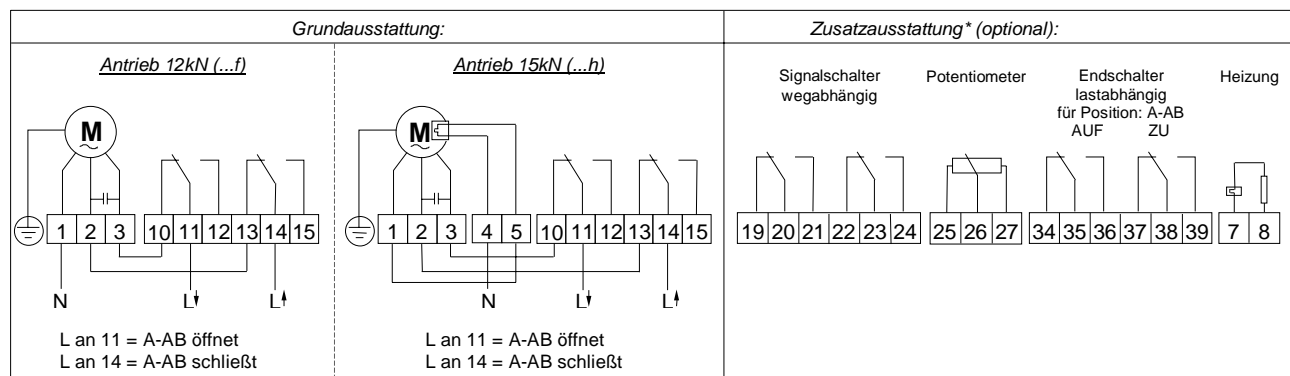 Grundausstattung:
Zusatzausstattung* (optional):
Antrieb 12kN (...f)
M
~
1 2 3 10 11 12 13 14 15
N L L
L an 11 = A-AB öffnet
L an 14 = A-AB schließt
Antrieb 15kN (...h)
M
~
1 2 3 4 5 10 11 12 13 14 15
N L L
L an 11 = A-AB öffnet
L an 14 = A-AB schließt
Signalschalter
wegabhängig
19 20 21 22 23 24
Potentiometer
25 26 27
Endschalter
lastabhängig
für Position: A-AB
AUF ZU
34 35 36 37 38 39
Heizung
7 8